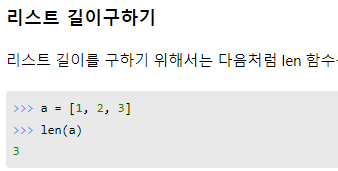 리스트 길이구하기
리스트 길이를 구하기 위해서는 다음처럼 len 함수
>>> a = [1, 2, 3]
>>> len(a)
3